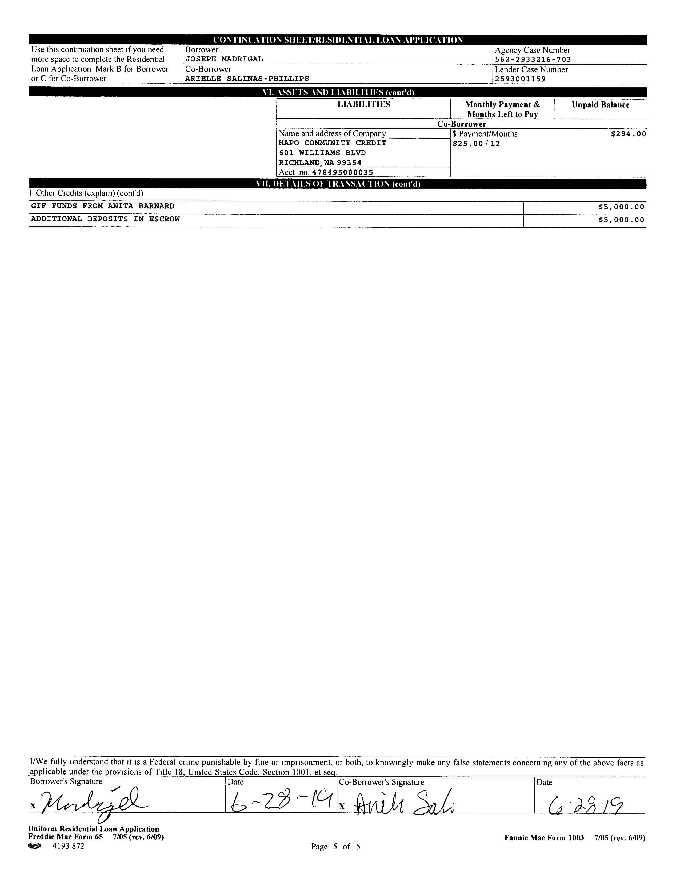 CONTINUATION SHEET/RESIDENTIAL LOAN APPLICATION
Use this continuation sheet if you need
more space to complete the Residential
Loan Application. Mark B for Borrower
or C for Co-Borrower.
Borrower
JOSEPH MADRIGAL
Co-Borrower
ARIELLE SALINAS-PHILLIPS
Agency Case Number
563-2933216-703
Lender Case Number
2593001159
VI. ASSETS AND LIABILITIES (cont'd)
LIABILITIES
Monthly Payment &
Months Left to Pay
Unpaid Balance
Co-Borrower
Name and address of Company
HAPO COMMUNITY CREDIT
601 WILLIAMS BLVD
RICHLAND, WA 99354
Acct. no. 478495000035
$ Payment/Months
$25.00/12
$294.00
VII. DETAILS OF TRANSACTION (cont'd)
l Other Credits (explain) (cont'd)
GIF FUNDS FROM ANITA BARNARD $5,000.00
ADDITIONAL DEPOSITS IN ESCROW $5,000.00
I/We fully understand that it is a Federal crime punishable by fine or imprisonment, or both, to knowingly make any false statements concerning any of the above facts as
applicable under the provisions of Title 18, United States Code, Section 1001, et seq.
Borrower's Signature Date Co-Borrower's Signature Date
x Madrigal 6-28-19 x 6-28 19
Uniform Residential Loan Application
Freddie Mac Form 65 7/05 (rev. 6/09)
4193 872
Page 5 of 5
Fannie Mae Form 1003 7/05 (rev. 6/09)